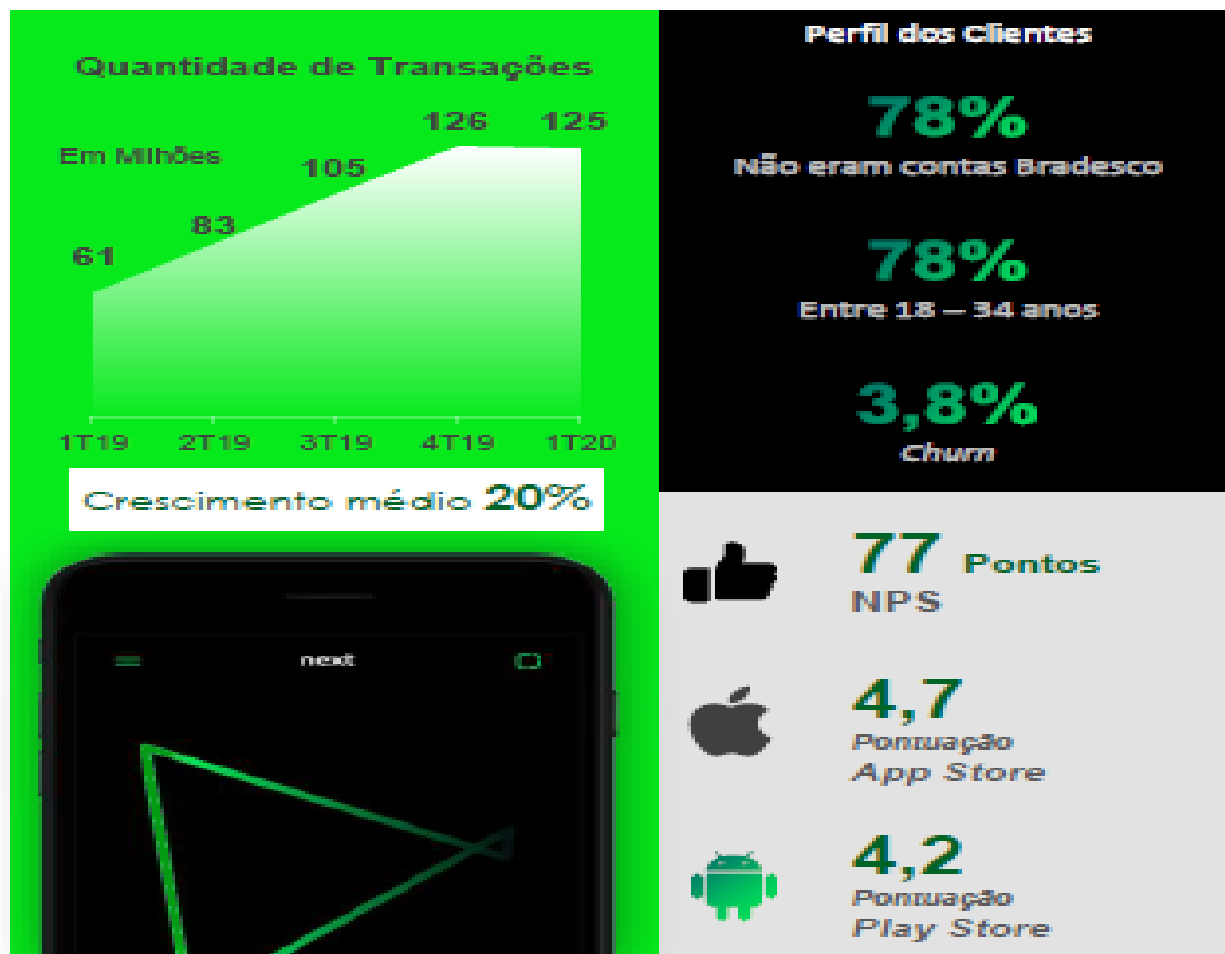 Quantidade de Transações
126 125
Em Milhões
105
83
61
1T19 2T19 3T19 4T19 1T20
Crescimento médio 20%
next
Perfil dos Clientes
78%
Não eram contas Bradesco
78%
Entre 18 – 34 anos
3,8%
Churn
77 Pontos
NPS
4,7
Pontuação
App Store
4,2
Pontuação
Play Store